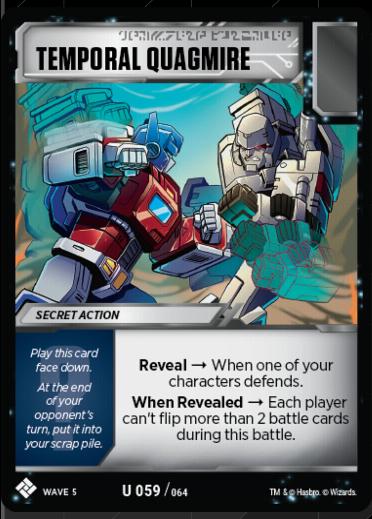 TEMPORAL QUAGMIRE
SECRET ACTION
Play this card
face down.
At the end
of your
opponent's
turn, put it into
your scrap pile.
Reveal → When one of your
characters defends.
When Revealed → Each player
can't flip more than 2 battle cards
during this battle.
WAVE 5
U 059 / 064
TM & © Hasbro. © Wizards.